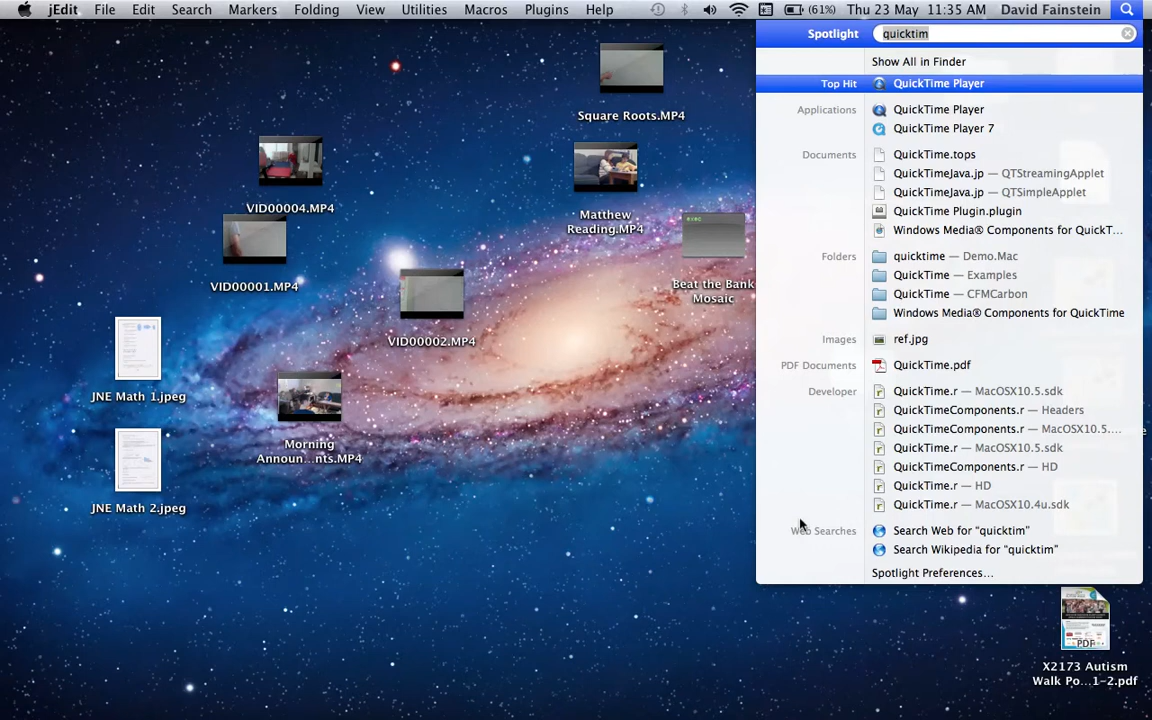 jEdit File Edit Search Markers Folding View Utilities Macros Plugins Help (61%) Thu 23 May 11:35 AM David Fainstein
Spotlight quicktim
Show All in Finder
Top Hit QuickTime Player
Applications QuickTime Player
QuickTime Player 7
Documents QuickTime.tops
QuickTimeJava.jp — QTStreamingApplet
QuickTimeJava.jp — QTSimpleApplet
QuickTime Plugin.plugin
Windows Media® Components for QuickT...
Folders quicktime — Demo.Mac
QuickTime — Examples
QuickTime — CFMCarbon
Windows Media® Components for QuickTime
Images ref.jpg
PDF Documents QuickTime.pdf
Developer QuickTime.r — MacOSX10.5.sdk
QuickTimeComponents.r — Headers
QuickTimeComponents.r — MacOSX10.5....
QuickTime.r — MacOSX10.5.sdk
QuickTimeComponents.r — HD
QuickTime.r — HD
QuickTime.r — MacOSX10.4u.sdk
Web Searches Search Web for “quicktim”
Search Wikipedia for “quicktim”
Spotlight Preferences...
Square Roots.MP4
VID00004.MP4
Matthew
Reading.MP4
VID00001.MP4
exec
Beat the Bank
Mosaic
VID00002.MP4
JNE Math 1.jpeg
Morning
Announ...nts.MP4
JNE Math 2.jpeg
PDF
X2173 Autism
Walk Po...1-2.pdf